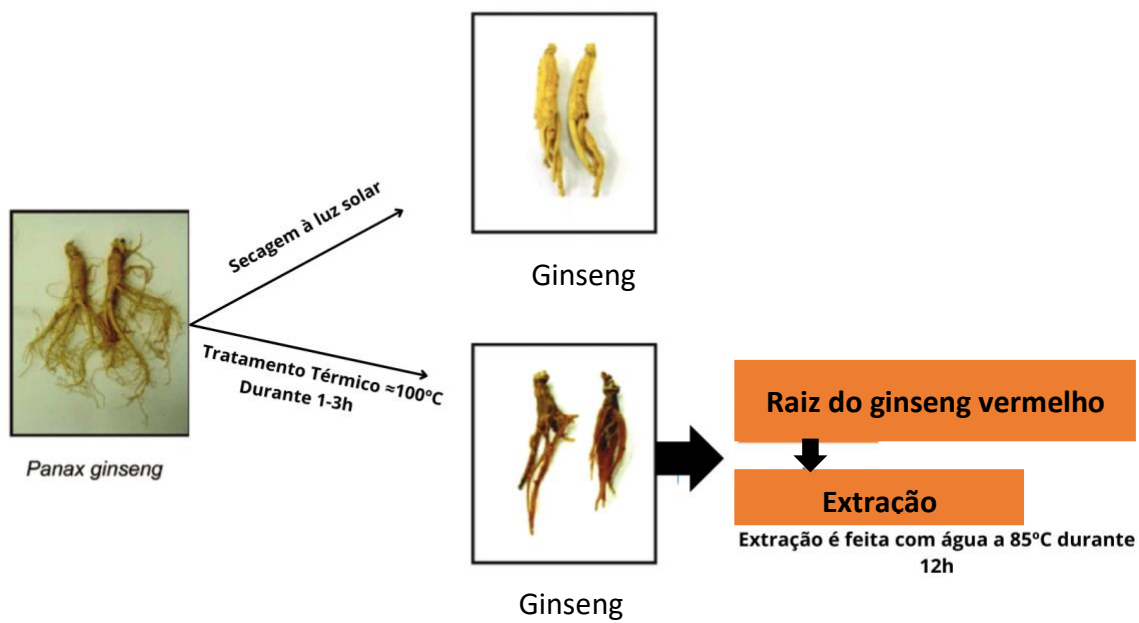 Secagem à luz solar
Ginseng
Tratamento Térmico ≈100ºC
Durante 1-3h
Panax ginseng
Ginseng
Raiz do ginseng vermelho
Extração
Extração é feita com água a 85ºC durante
12h